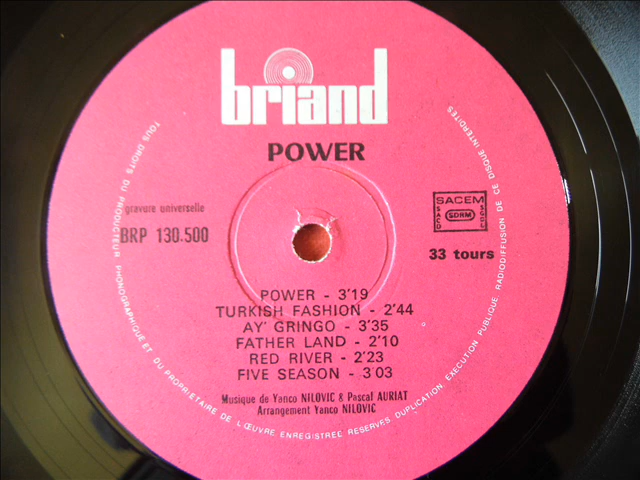 briand
POWER
gravure universelle
BRP 130.500
SACEM
SACD
SDRM
SGDL
33 tours
POWER - 3'19
TURKISH FASHION - 2'44
AY' GRINGO - 3'35
FATHER LAND - 2'10
RED RIVER - 2'23
FIVE SEASON - 3'03
Musique de Yanco NILOVIC & Pascal AURIAT
Arrangement Yanco NILOVIC
TOUS DROITS DU PRODUCTEUR PHONOGRAPHIQUE ET DU PROPRIETAIRE DE L'ŒUVRE ENREGISTREE RESERVES DUPLICATION, EXECUTION PUBLIQUE RADIODIFFUSION DE CE DISQUE INTERDITES